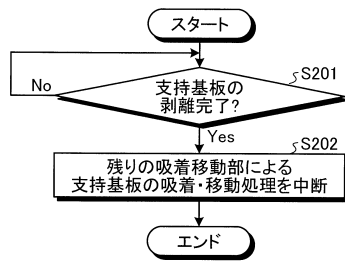 スタート
S201
支持基板の
剥離完了?
No
Yes
S202
残りの吸着移動部による
支持基板の吸着・移動処理を中断
エンド